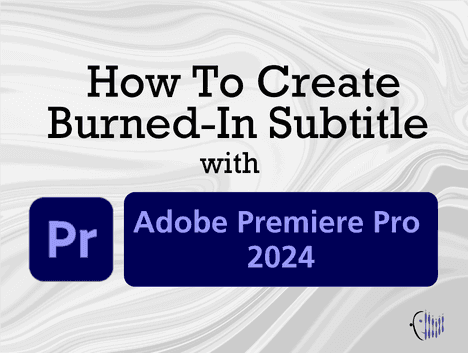 How To Create
Burned-In Subtitle
with
Pr
Adobe Premiere Pro
2024